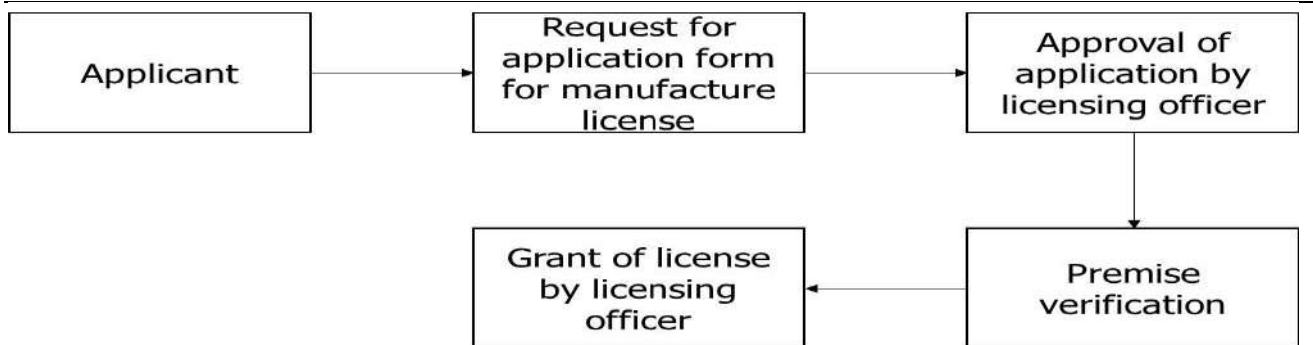 Applicant
Request for
application form
for manufacture
license
Approval of
application by
licensing officer
Premise
verification
Grant of license
by licensing
officer